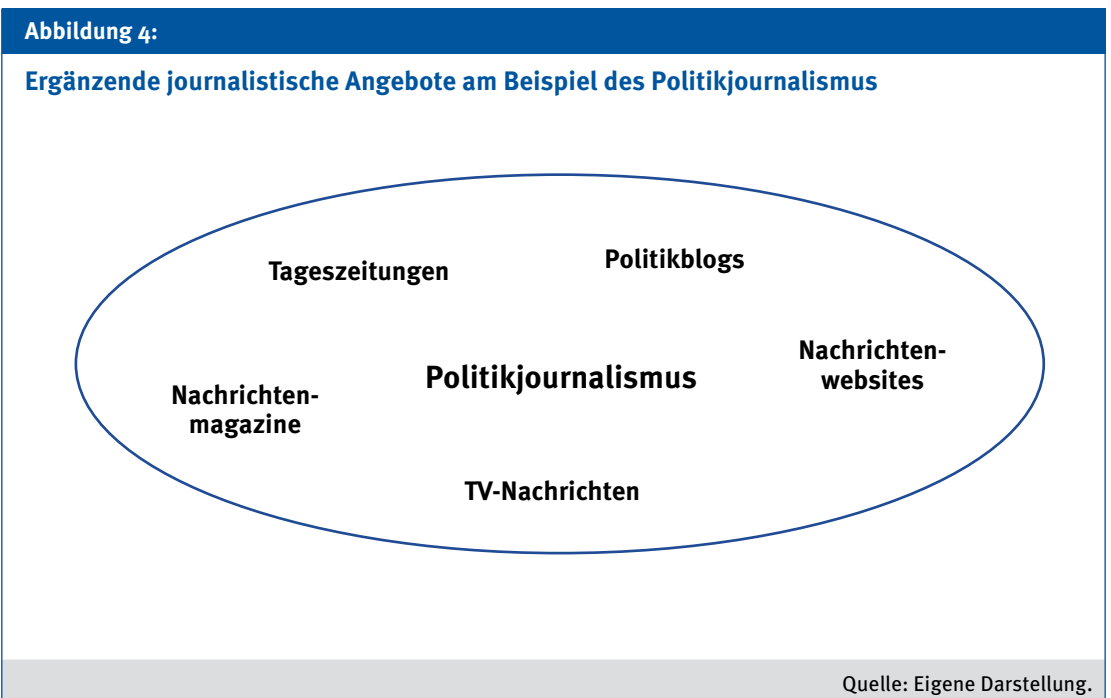 Abbildung 4:
Ergänzende journalistische Angebote am Beispiel des Politikjournalismus
Tageszeitungen
Politikblogs
Nachrichten-
websites
Politikjournalismus
Nachrichten-
magazine
TV-Nachrichten
Quelle: Eigene Darstellung.